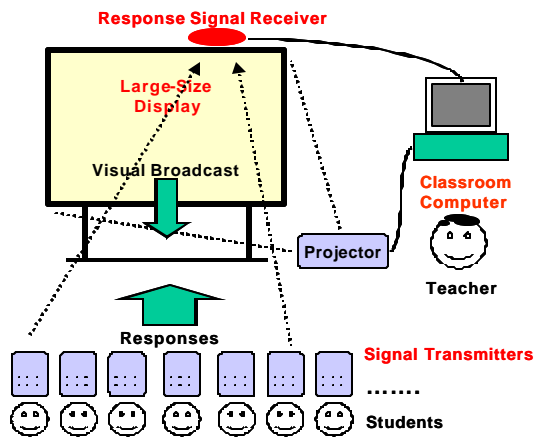 Response Signal Receiver
Large-Size
Display
Visual Broadcast
Classroom
Computer
Projector
Teacher
Responses
Signal Transmitters
.......
Students